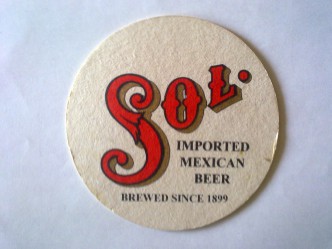 SOL.
IMPORTED
MEXICAN
BEER
BREWED SINCE 1899